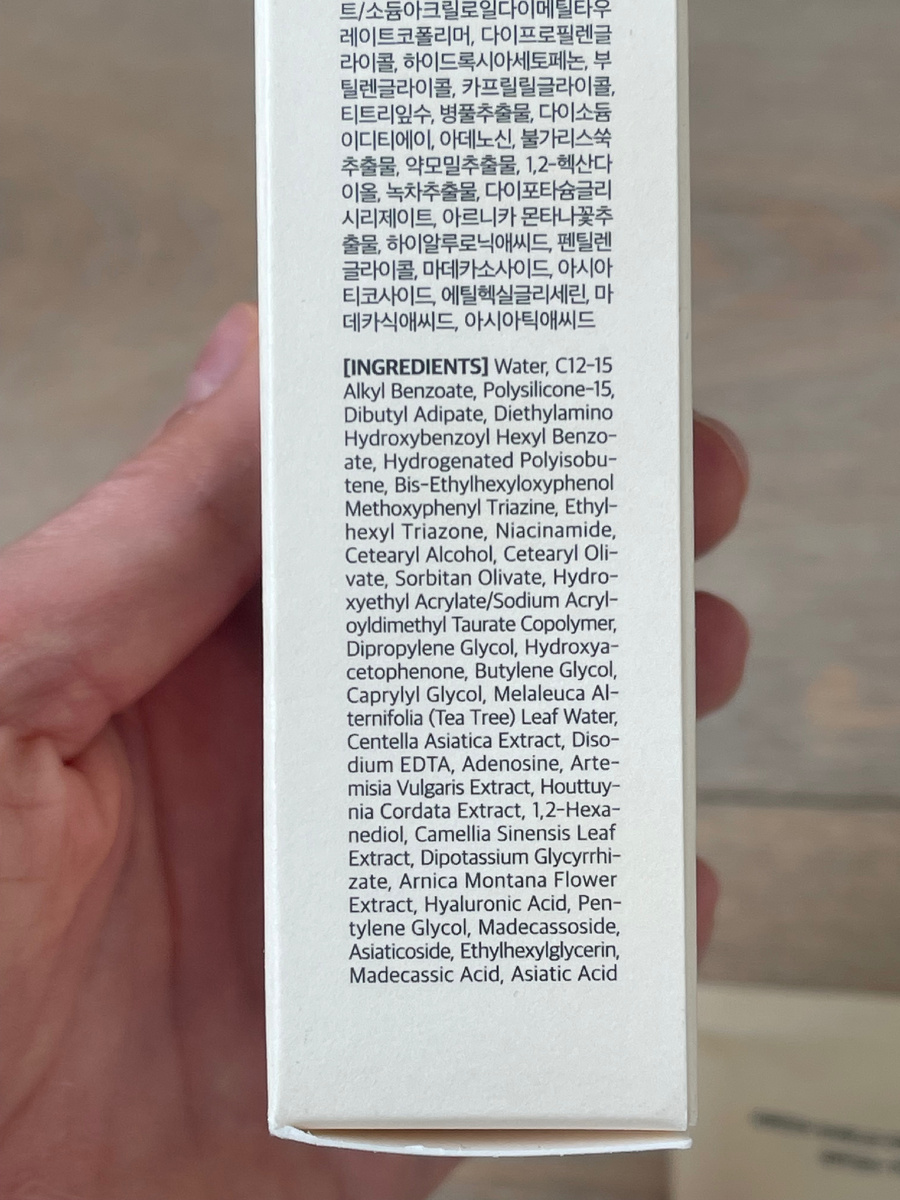 트/소듐아크릴로일다이메틸타우
레이트코폴리머, 다이프로필렌글
라이콜, 하이드록시아세토페논, 부
틸렌글라이콜, 카프릴릴글라이콜,
티트리잎수, 병풀추출물, 다이소듐
이디티에이, 아데노신, 불가리스쑥
추출물, 약모밀추출물, 1,2-헥산다
이올, 녹차추출물, 다이포타슘글리
시리제이트, 아르니카 몬타나꽃추
출물, 하이알루로닉애씨드, 펜틸렌
글라이콜, 마데카소사이드, 아시아
티코사이드, 에틸헥실글리세린, 마
데카식애씨드, 아시아틱애씨드
[INGREDIENTS] Water, C12-15
Alkyl Benzoate, Polysilicone-15,
Dibutyl Adipate, Diethylamino
Hydroxybenzoyl Hexyl Benzo-
ate, Hydrogenated Polyisobu-
tene, Bis-Ethylhexyloxyphenol
Methoxyphenyl Triazine, Ethyl-
hexyl Triazone, Niacinamide,
Cetearyl Alcohol, Cetearyl Oli-
vate, Sorbitan Olivate, Hydro-
xyethyl Acrylate/Sodium Acryl-
oyldimethyl Taurate Copolymer,
Dipropylene Glycol, Hydroxya-
cetophenone, Butylene Glycol,
Caprylyl Glycol, Melaleuca Al-
ternifolia (Tea Tree) Leaf Water,
Centella Asiatica Extract, Diso-
dium EDTA, Adenosine, Arte-
misia Vulgaris Extract, Houttuy-
nia Cordata Extract, 1,2-Hexa-
nediol, Camellia Sinensis Leaf
Extract, Dipotassium Glycyrrhi-
zate, Arnica Montana Flower
Extract, Hyaluronic Acid, Pen-
tylene Glycol, Madecassoside,
Asiaticoside, Ethylhexylglycerin,
Madecassic Acid, Asiatic Acid